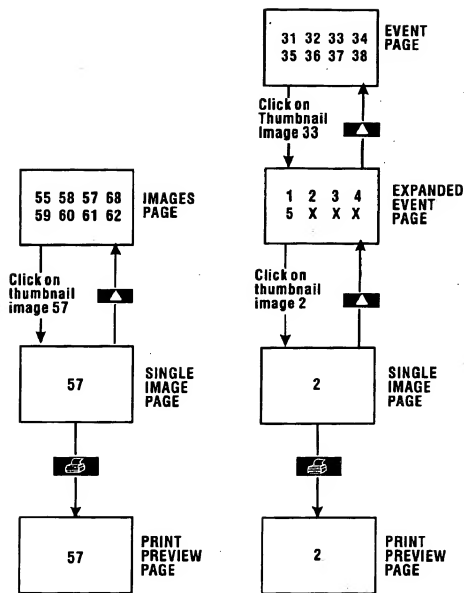 55 58 57 68
59 60 61 62
IMAGES
PAGE
Click on
thumbnail
image 57
57
SINGLE
IMAGE
PAGE
57
PRINT
PREVIEW
PAGE
31 32 33 34
35 36 37 38
EVENT
PAGE
Click on
Thumbnail
Image 33
1 2 3 4
5 X X X
EXPANDED
EVENT
PAGE
Click on
thumbnail
image 2
2
SINGLE
IMAGE
PAGE
2
PRINT
PREVIEW
PAGE